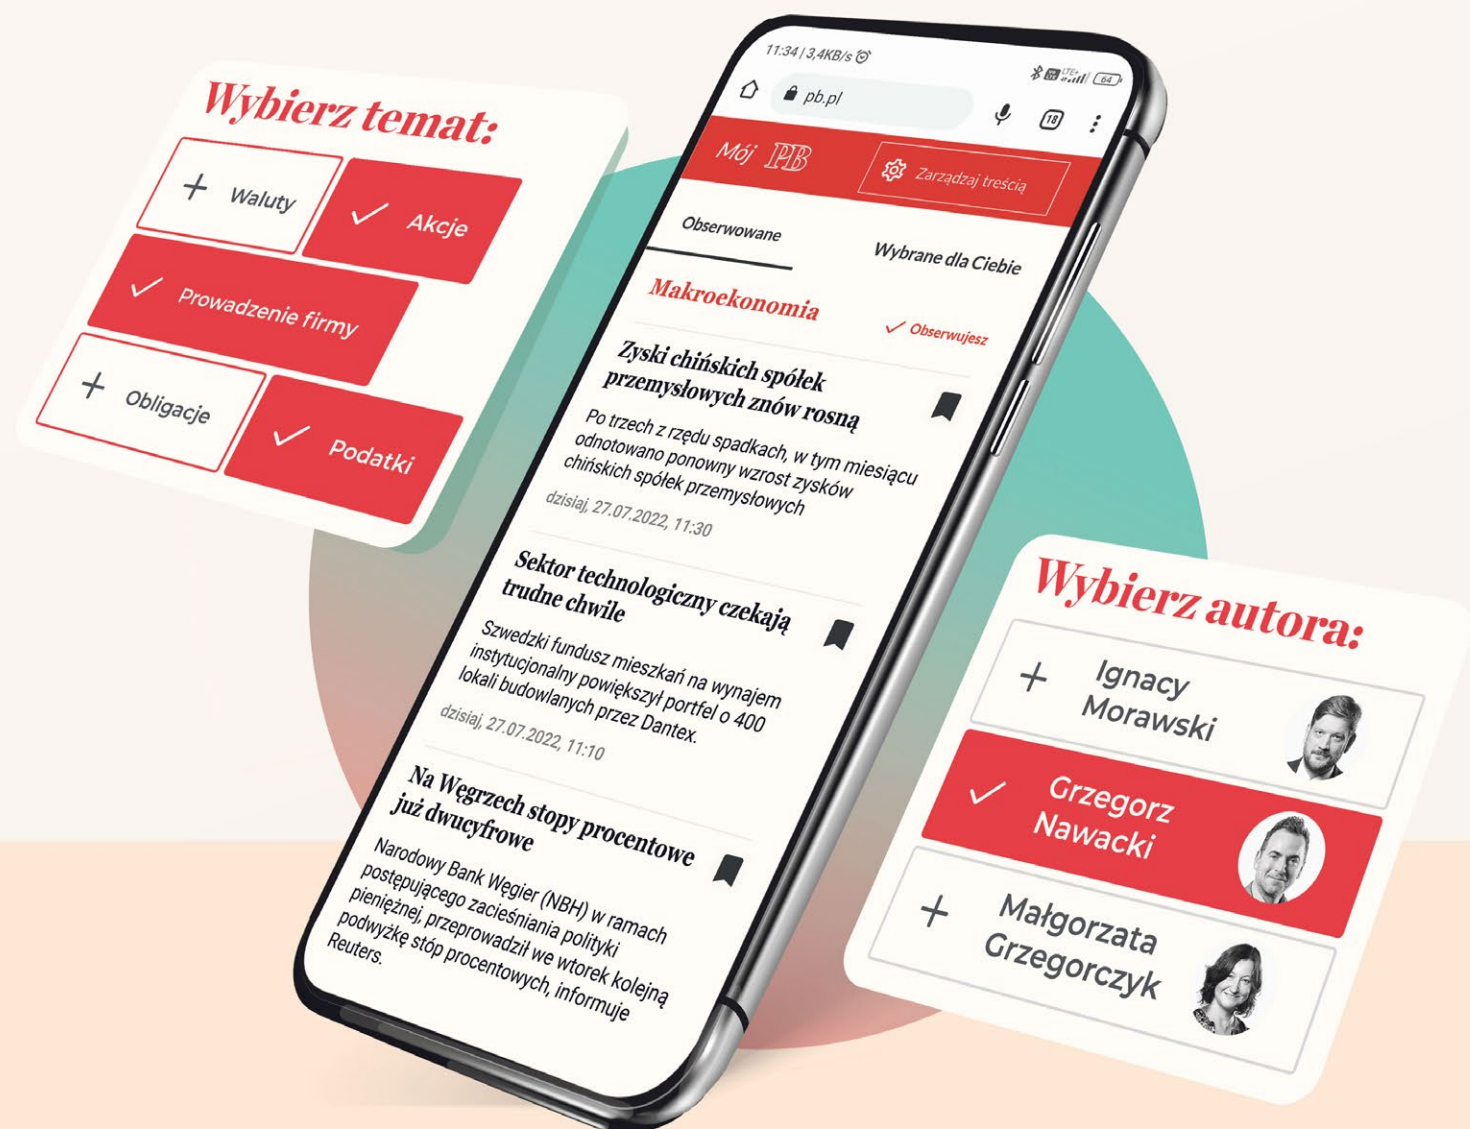 Wybierz temat:
+ Waluty
✓ Akcje
✓ Prowadzenie firmy
+ Obligacje
✓ Podatki
11:34 | 3,4KB/s
LTE+
64
pb.pl
18
Mój PB
Zarządzaj treścią
Obserwowane
Wybrane dla Ciebie
Makroekonomia
✓ Obserwujesz
Zyski chińskich spółek
przemysłowych znów rosną
Po trzech z rzędu spadkach, w tym miesiącu
odnotowano ponowny wzrost zysków
chińskich spółek przemysłowych
dzisiaj, 27.07.2022, 11:30
Sektor technologiczny czekają
trudne chwile
Szwedzki fundusz mieszkań na wynajem
instytucjonalny powiększył portfel o 400
lokali budowlanych przez Dantex.
dzisiaj, 27.07.2022, 11:10
Na Węgrzech stopy procentowe
już dwucyfrowe
Narodowy Bank Węgier (NBH) w ramach
postępującego zacieśniania polityki
pieniężnej, przeprowadził we wtorek kolejną
podwyżkę stóp procentowych, informuje
Reuters.
Wybierz autora:
+ Ignacy
Morawski
✓ Grzegorz
Nawacki
+ Małgorzata
Grzegorczyk